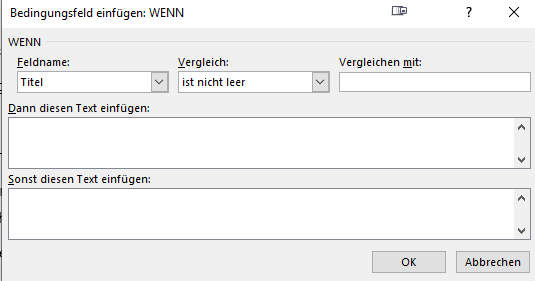 Bedingungsfeld einfügen: WENN
?
WENN
Feldname: Vergleich: Vergleichen mit:
Titel ist nicht leer
Dann diesen Text einfügen:
Sonst diesen Text einfügen:
OK Abbrechen